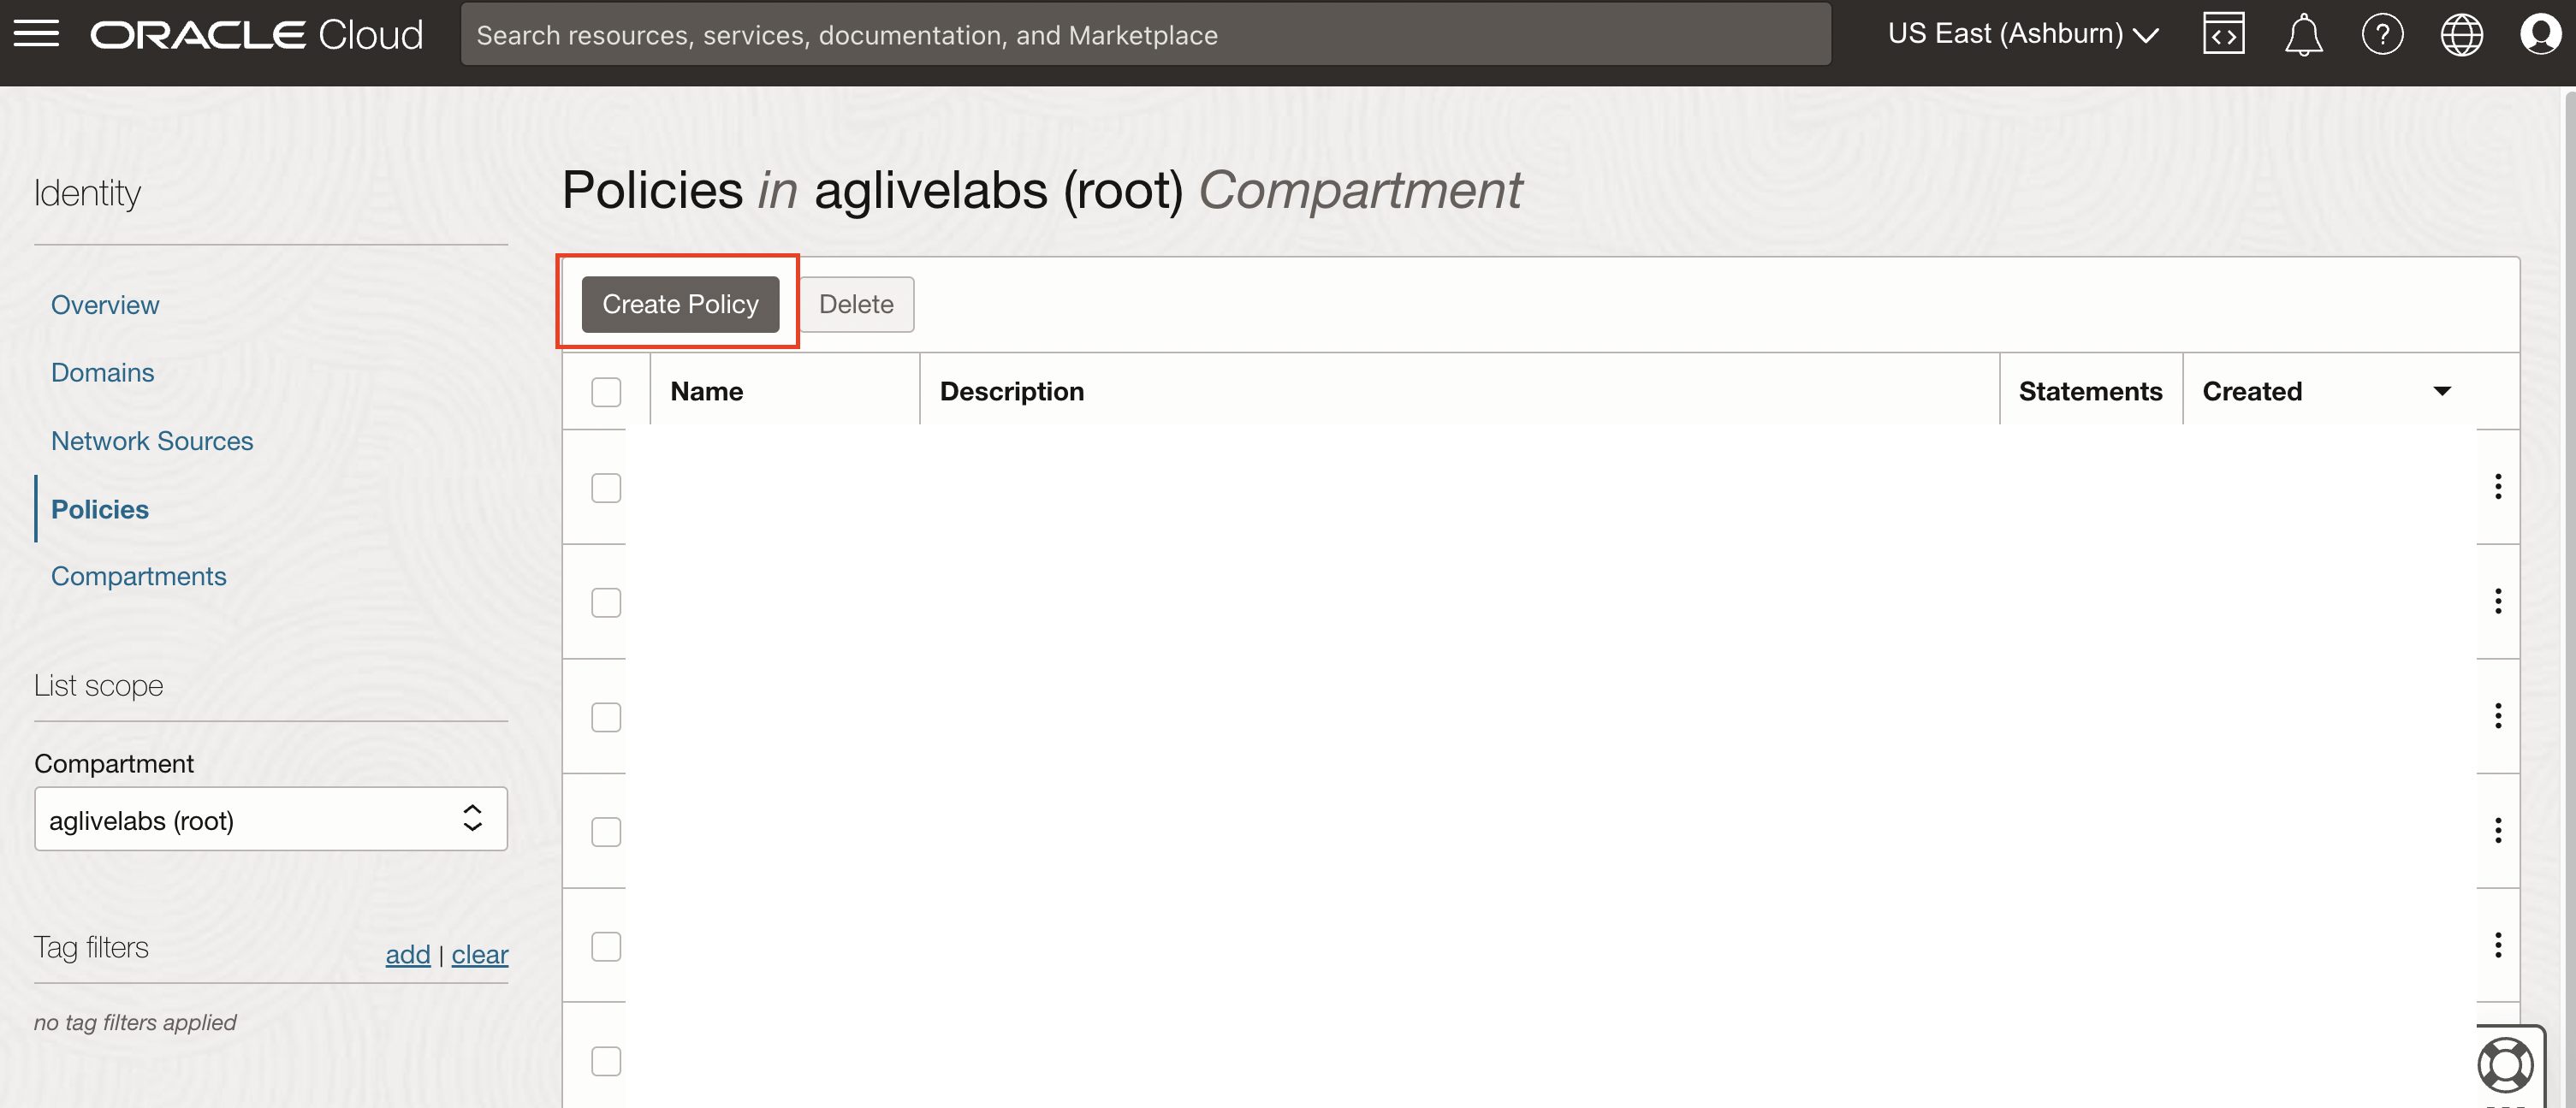 ORACLE Cloud
Search resources, services, documentation, and Marketplace
US East (Ashburn)
Identity
Overview
Domains
Network Sources
Policies
Compartments
List scope
Compartment
aglivelabs (root)
Tag filters
add | clear
no tag filters applied
Policies in aglivelabs (root) Compartment
Create Policy
Delete
Name
Description
Statements
Created